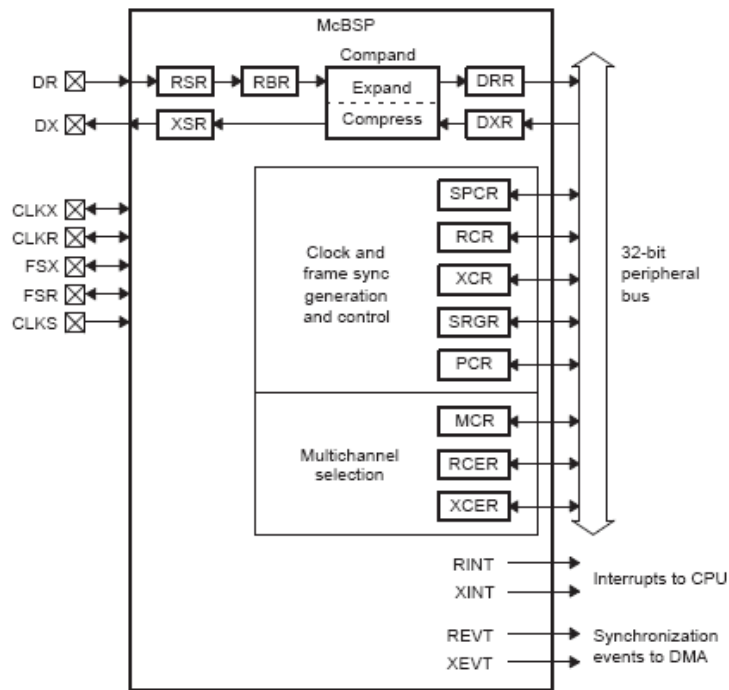 McBSP
Compand
DR
RSR
RBR
Expand
DRR
DX
XSR
Compress
DXR
CLKX
CLKR
FSX
FSR
CLKS
Clock and
frame sync
generation
and control
SPCR
RCR
XCR
SRGR
PCR
32-bit
peripheral
bus
Multichannel
selection
MCR
RCER
XCER
RINT
XINT
Interrupts to CPU
REVT
XEVT
Synchronization
events to DMA